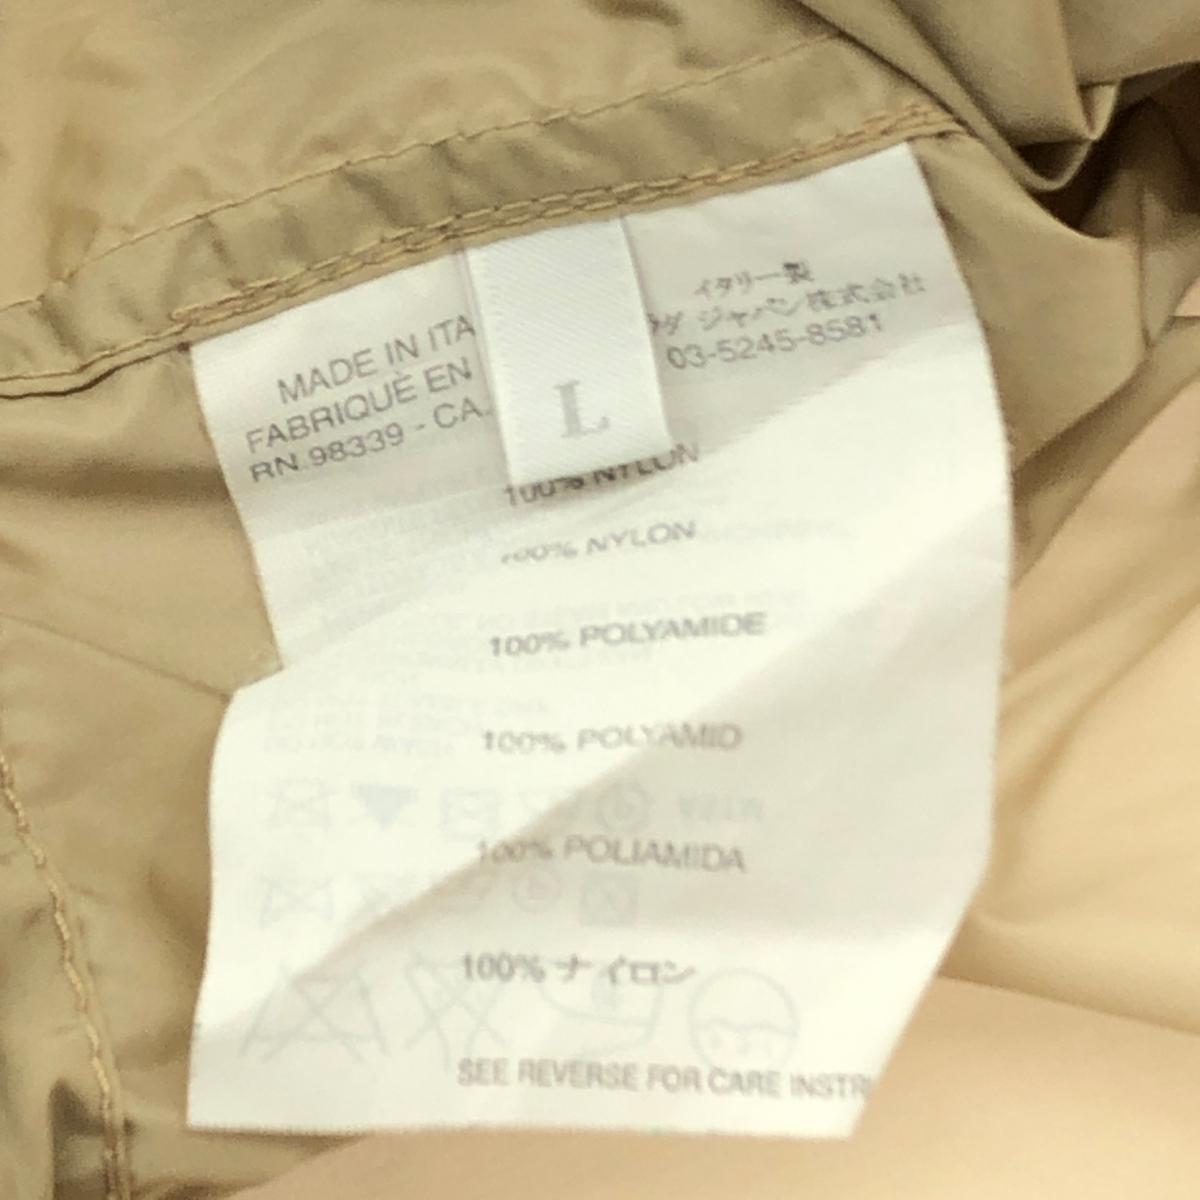 MADE IN ITA
FABRIQUÈ EN
RN.98339 - CA.
L
イタリー製
グ ジャパン株式会社
03-5245-8581
100% NYLON
100% NYLON
100% POLYAMIDE
100% POLYAMID
100% POLIAMIDA
100% ナイロン
SEE REVERSE FOR CARE INSTR